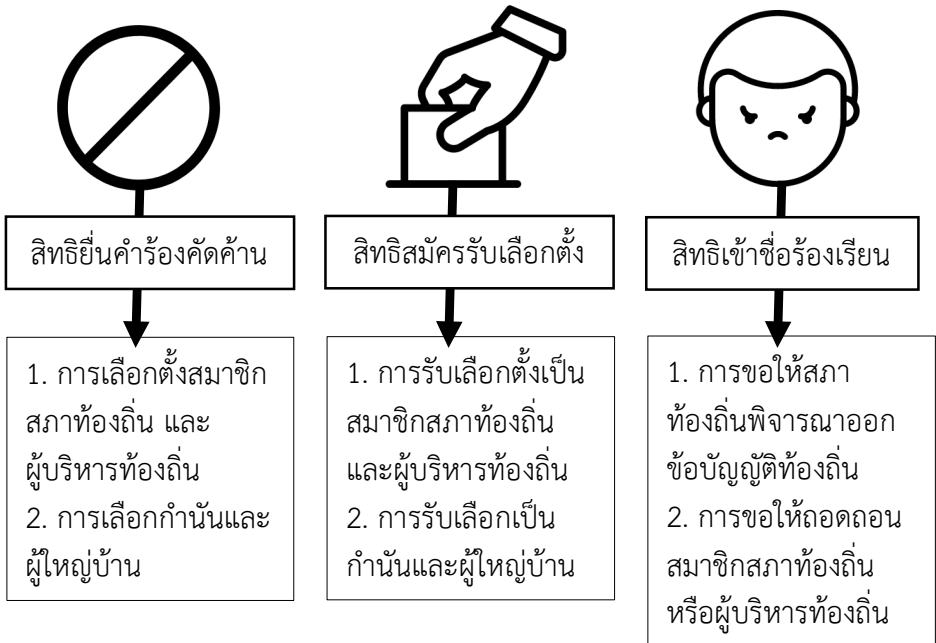 สิทธิยื่นคำร้องคัดค้าน
1. การเลือกตั้งสมาชิก
สภาท้องถิ่น และ
ผู้บริหารท้องถิ่น
2. การเลือกกำนันและ
ผู้ใหญ่บ้าน
สิทธิสมัครรับเลือกตั้ง
1. การรับเลือกตั้งเป็น
สมาชิกสภาท้องถิ่น
และผู้บริหารท้องถิ่น
2. การรับเลือกเป็น
กำนันและผู้ใหญ่บ้าน
สิทธิเข้าชื่อร้องเรียน
1. การขอให้สภา
ท้องถิ่นพิจารณาออก
ข้อบัญญัติท้องถิ่น
2. การขอให้ถอดถอน
สมาชิกสภาท้องถิ่น
หรือผู้บริหารท้องถิ่น